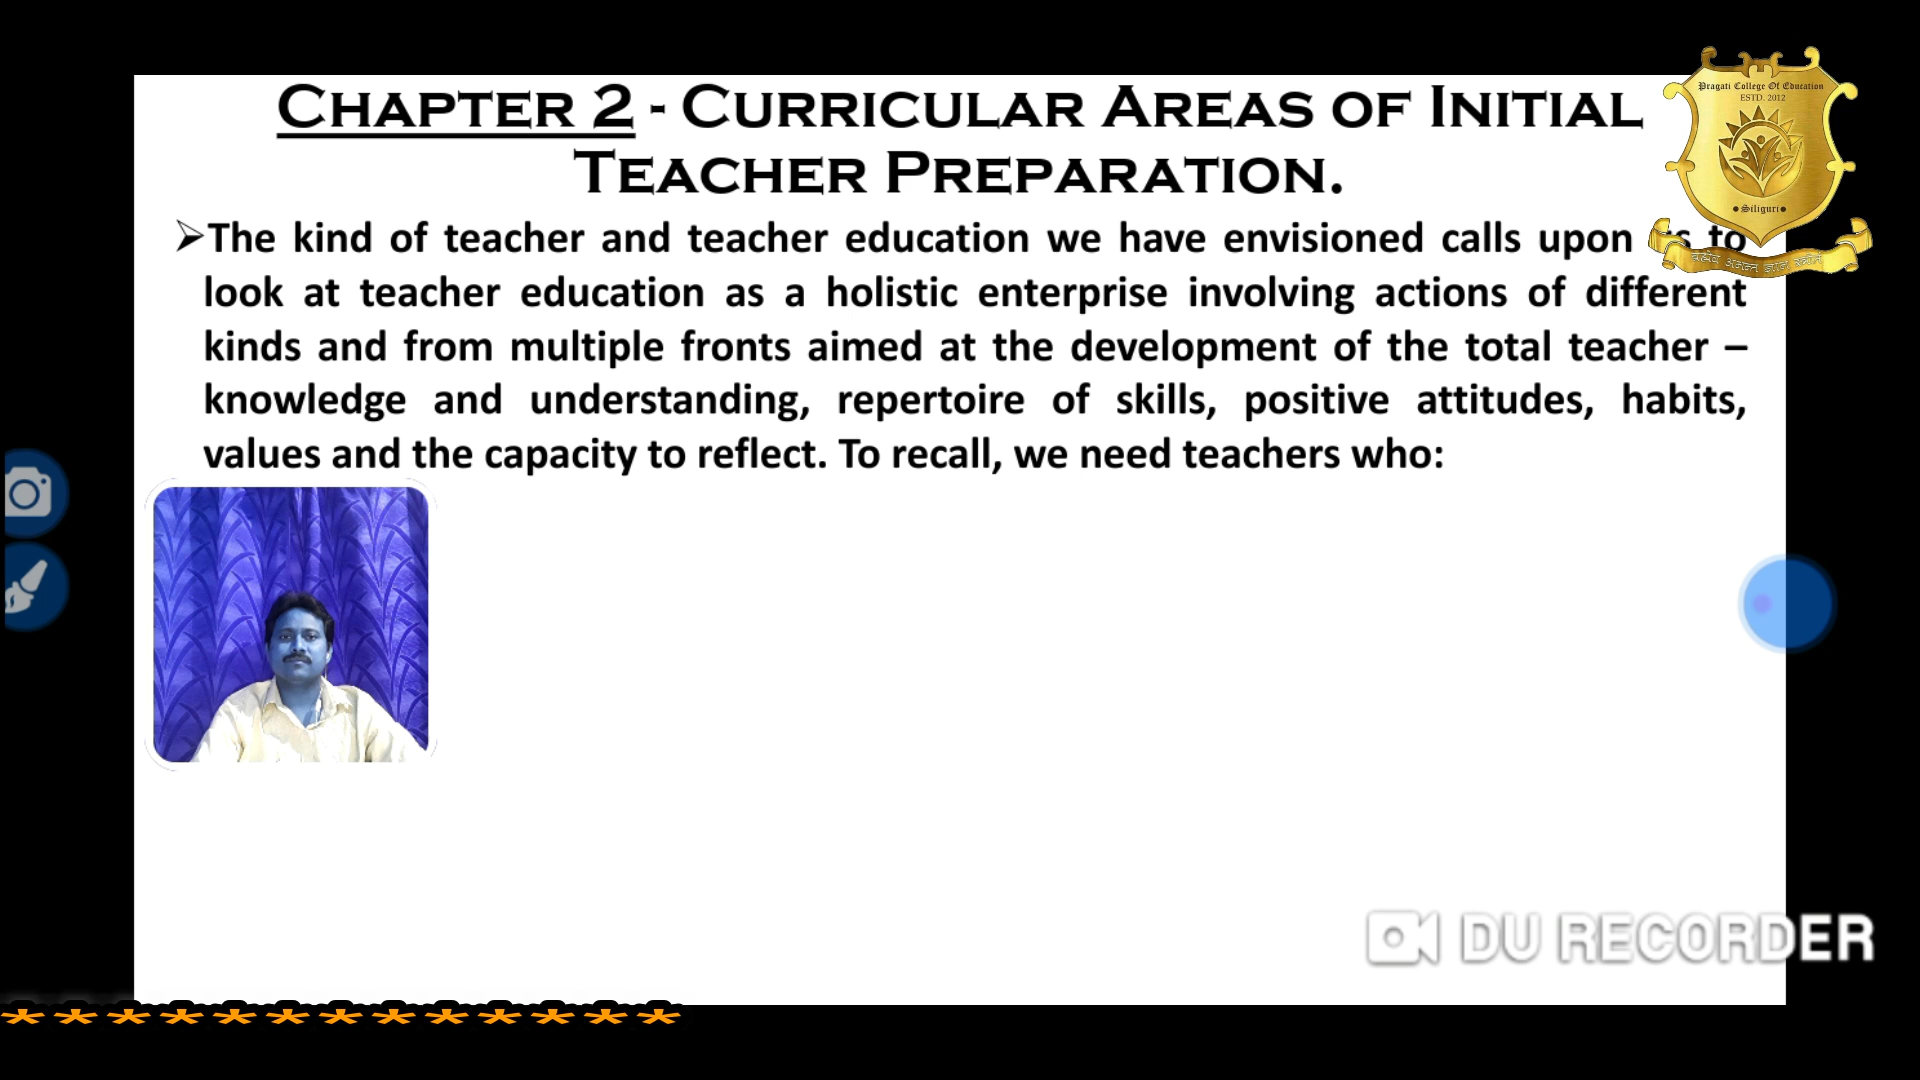 CHAPTER 2 - CURRICULAR AREAS OF INITIAL
TEACHER PREPARATION.
➢The kind of teacher and teacher education we have envisioned calls upon to
look at teacher education as a holistic enterprise involving actions of different
kinds and from multiple fronts aimed at the development of the total teacher –
knowledge and understanding, repertoire of skills, positive attitudes, habits,
values and the capacity to reflect. To recall, we need teachers who:
Pragati College Of Education
ESTD. 2012
•Siliguri•
DU RECORDER